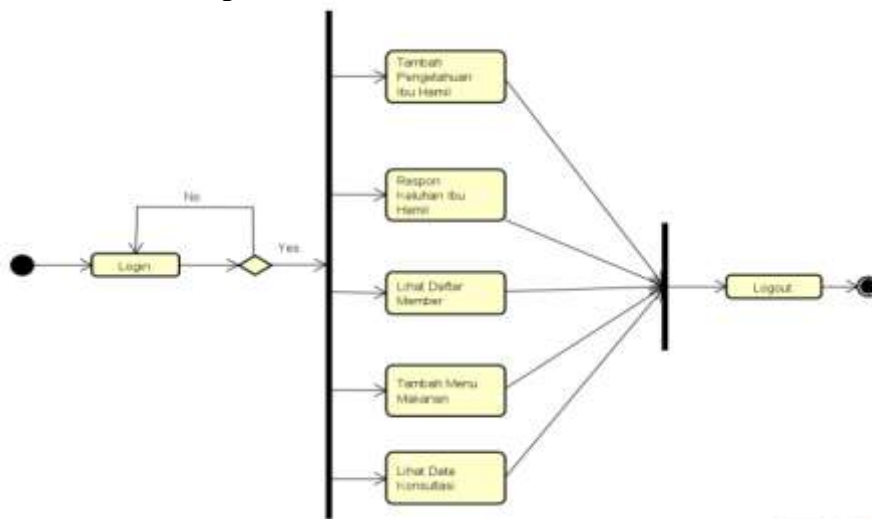 Tambah
Pengetahuan
Ibu Hamil
Respon
Keluhan Ibu
Hamil
No
Yes
Login
Lihat Daftar
Member
Logout
Tambah Menu
Makanan
Lihat Data
Konsultasi